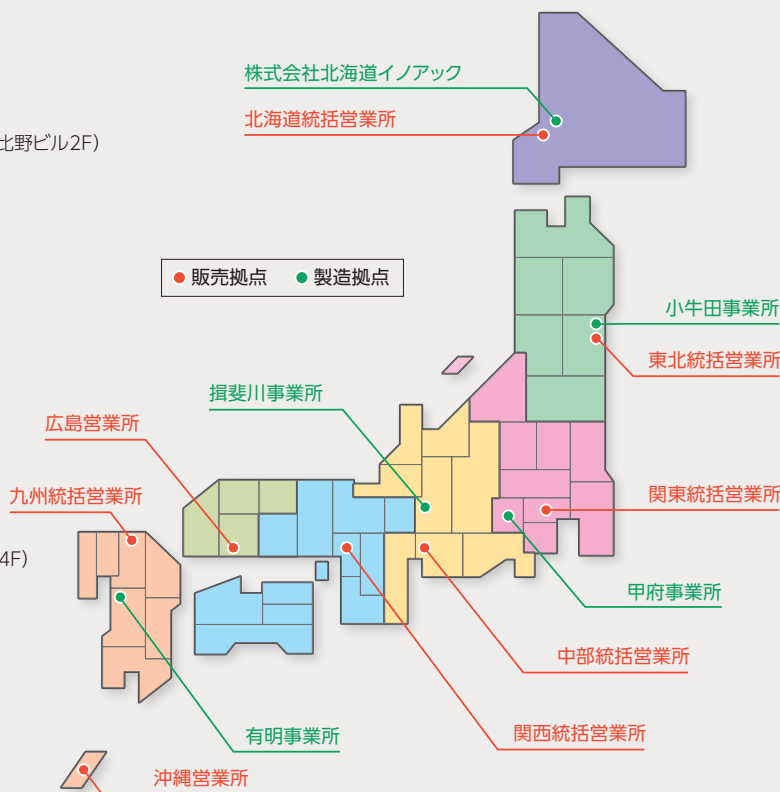 株式会社北海道イノアック
北海道統括営業所
比野ビル2F)
● 販売拠点 ● 製造拠点
小牛田事業所
東北統括営業所
揖斐川事業所
広島営業所
九州統括営業所
関東統括営業所
4F)
甲府事業所
中部統括営業所
関西統括営業所
有明事業所
沖縄営業所